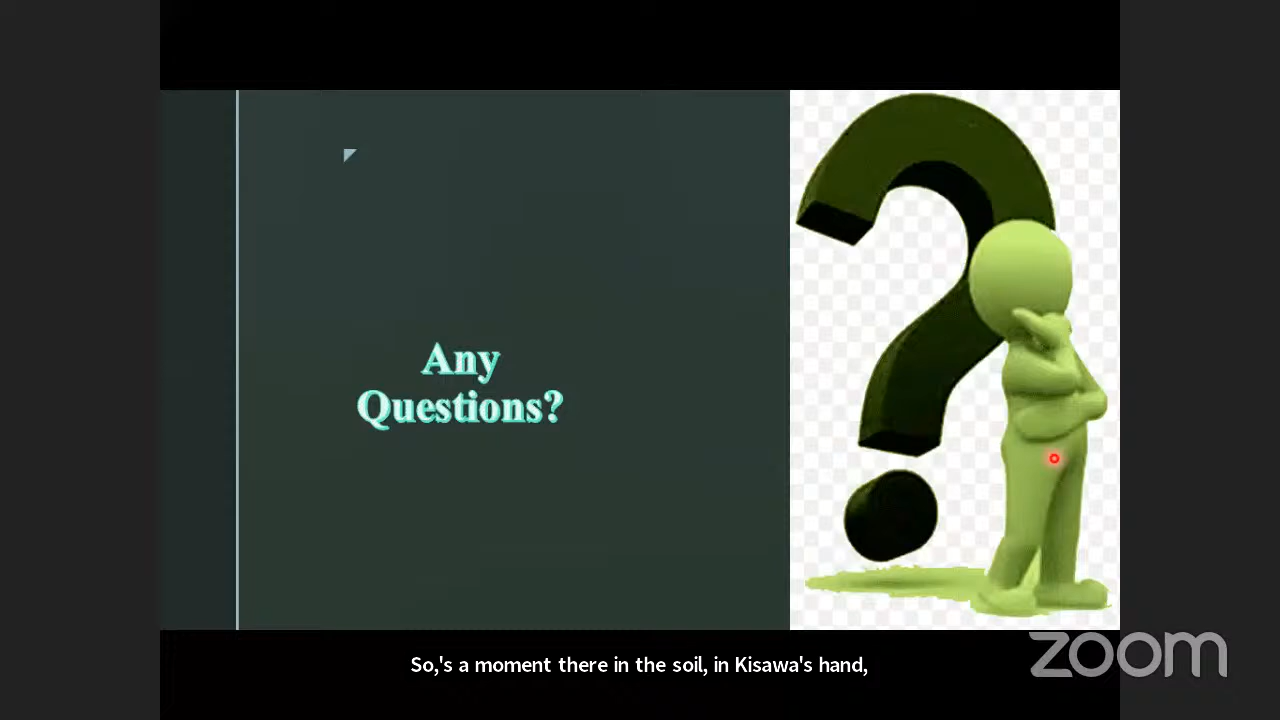 Any
Questions?
So,'s a moment there in the soil, in Kisawa's hand,
zoom